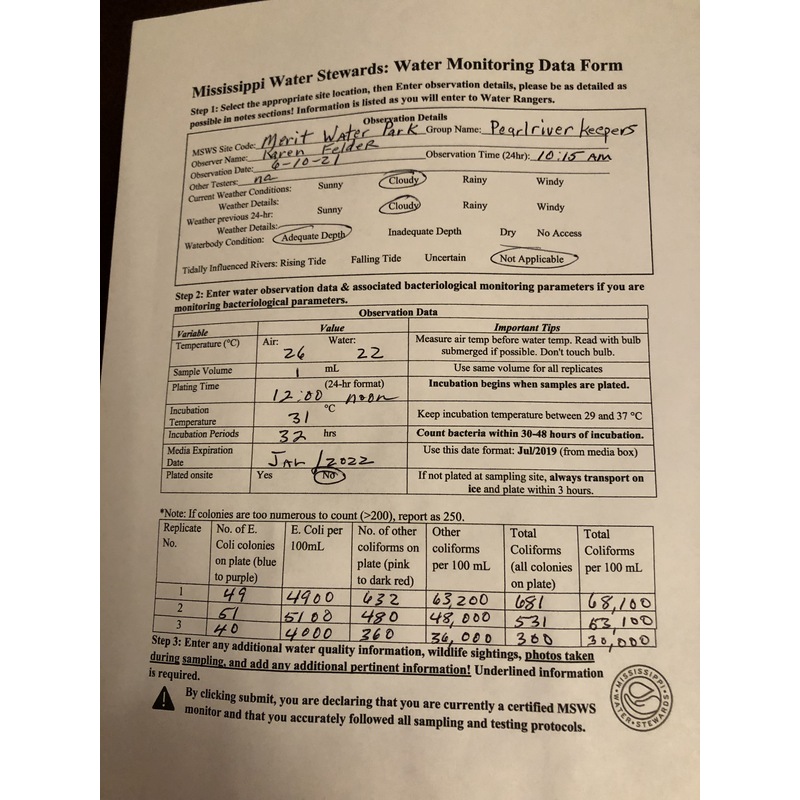 Mississippi Water Stewards: Water Monitoring Data Form
Step 1: Select the appropriate site location, then Enter observation details, please be as detailed as
possible in notes sections! Information is listed as you will enter to Water Rangers.
Observation Details
MSWS Site Code: Merit Water Park Group Name: Pearlriver keepers
Observer Name: Karen Felder
Observation Date: 6-10-21 Observation Time (24hr): 10:15 AM
Other Testers: na
Current Weather Conditions: Sunny Cloudy Rainy Windy
Weather Details:
Weather previous 24-hr: Sunny Cloudy Rainy Windy
Weather Details:
Waterbody Condition: Adequate Depth Inadequate Depth Dry No Access
Tidally Influenced Rivers: Rising Tide Falling Tide Uncertain Not Applicable
Step 2: Enter water observation data & associated bacteriological monitoring parameters if you are
monitoring bacteriological parameters.
Observation Data
Variable Value Important Tips
Temperature (°C) Air: 26 Water: 22 Measure air temp before water temp. Read with bulb
submerged if possible. Don't touch bulb.
Sample Volume 1 mL Use same volume for all replicates
Plating Time 12:00 noon (24-hr format) Incubation begins when samples are plated.
Incubation
Temperature 31 °C Keep incubation temperature between 29 and 37 °C
Incubation Periods 32 hrs Count bacteria within 30-48 hours of incubation.
Media Expiration
Date Jan/2022 Use this date format: Jul/2019 (from media box)
Plated onsite Yes No If not plated at sampling site, always transport on
ice and plate within 3 hours.
*Note: If colonies are too numerous to count (>200), report as 250.
Replicate No. No. of E. Coli colonies on plate (blue to purple) E. Coli per 100mL No. of other coliforms on plate (pink to dark red) Other coliforms per 100 mL Total Coliforms (all colonies on plate) Total Coliforms per 100 mL
1 49 4900 632 63,200 681 68,100
2 51 5100 480 48,000 531 53,100
3 40 4000 360 36,000 300 30,000
Step 3: Enter any additional water quality information, wildlife sightings, photos taken
during sampling, and add any additional pertinent information! Underlined information
is required.
By clicking submit, you are declaring that you are currently a certified MSWS
monitor and that you accurately followed all sampling and testing protocols.
MISSISSIPPI WATER STEWARDS